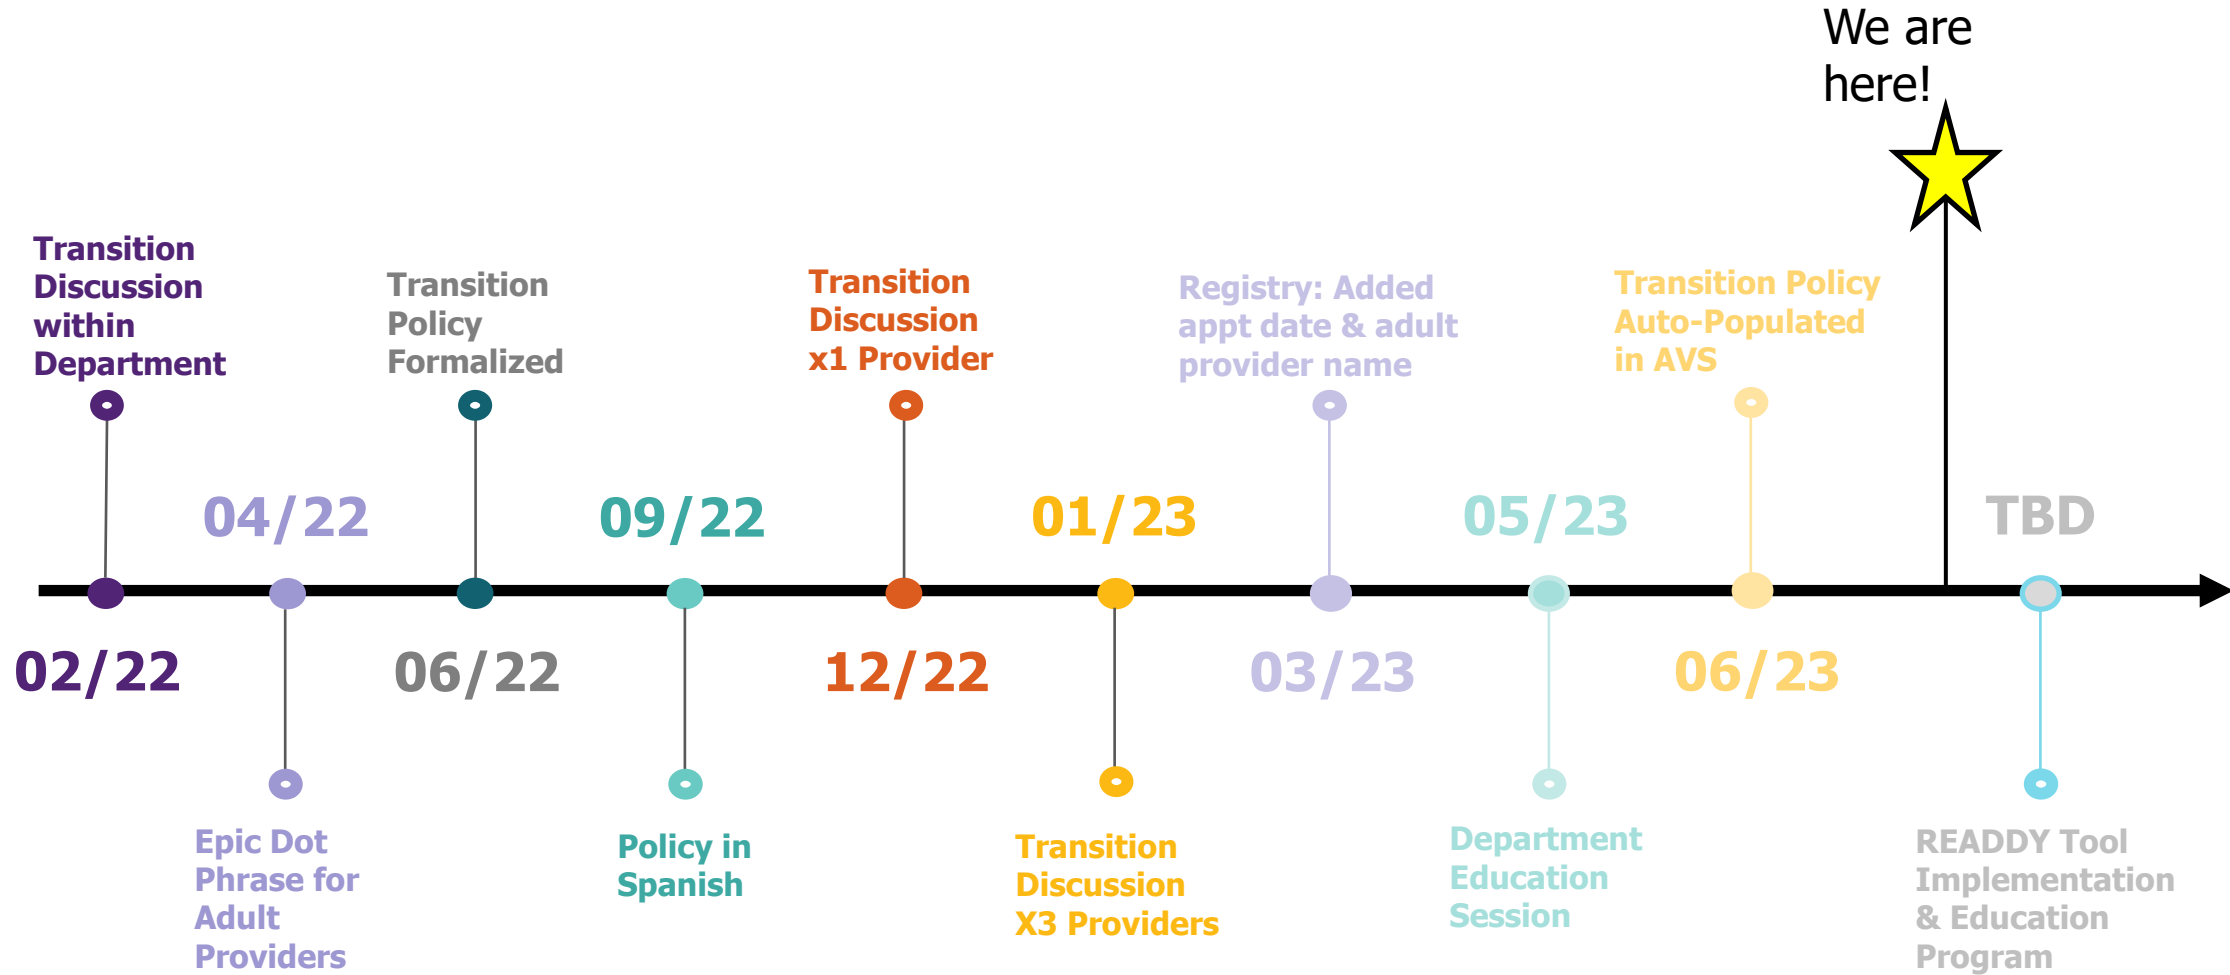 We are
here!
Transition
Discussion
within
Department
Transition
Policy
Formalized
Transition
Discussion
x1 Provider
Registry: Added
appt date & adult
provider name
Transition Policy
Auto-Populated
in AVS
04/22
09/22
01/23
05/23
TBD
02/22
06/22
12/22
03/23
06/23
Epic Dot
Phrase for
Adult
Providers
Policy in
Spanish
Transition
Discussion
X3 Providers
Department
Education
Session
READDY Tool
Implementation
& Education
Program